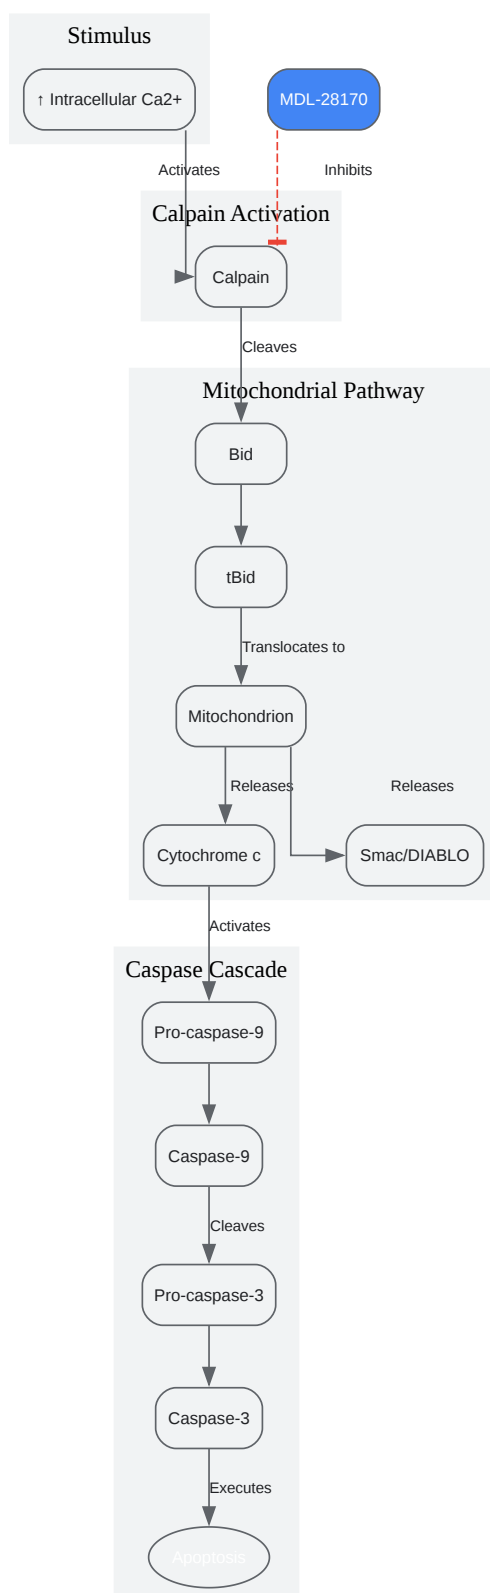 Stimulus
↑ Intracellular Ca2+
MDL-28170
Activates
Inhibits
Calpain Activation
Calpain
Cleaves
Mitochondrial Pathway
Bid
tBid
Translocates to
Mitochondrion
Releases
Releases
Cytochrome c
Smac/DIABLO
Activates
Caspase Cascade
Pro-caspase-9
Caspase-9
Cleaves
Pro-caspase-3
Caspase-3
Executes
Apoptosis